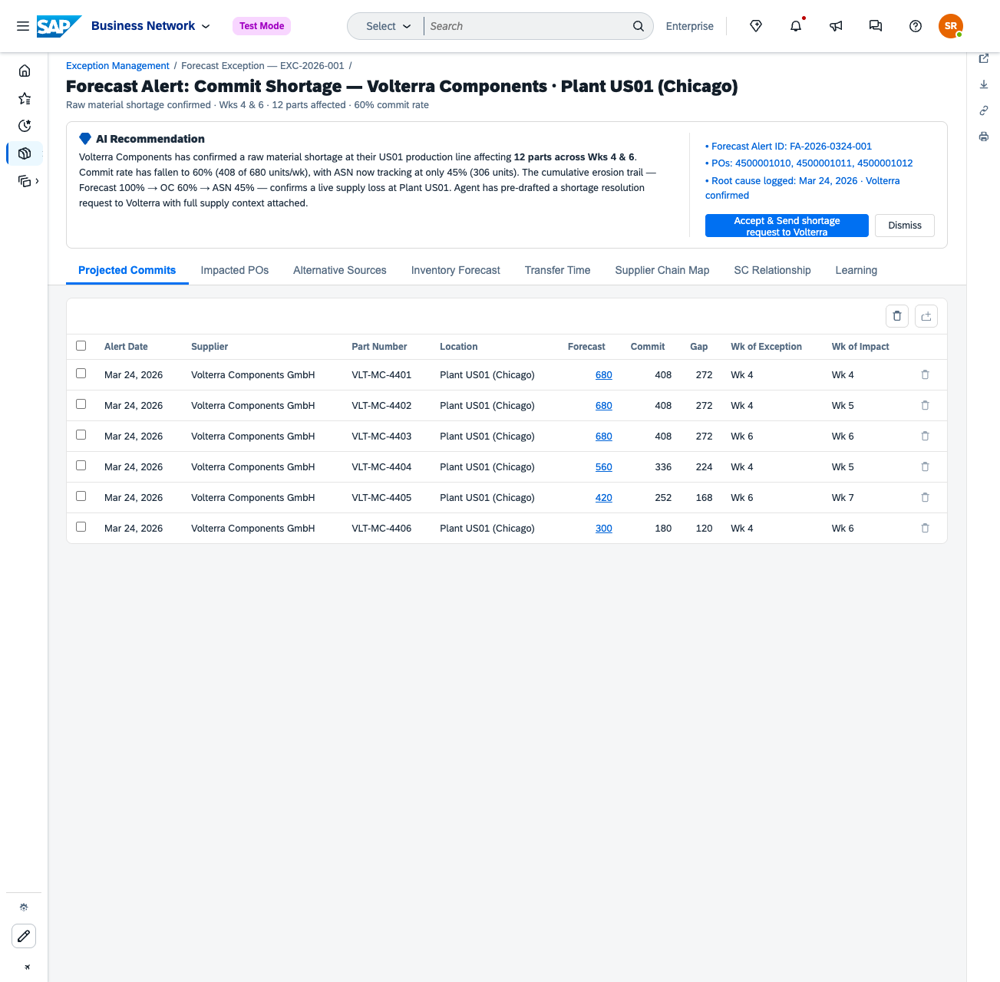 SAP Business Network Test Mode Select Search Enterprise SR
Exception Management / Forecast Exception — EXC-2026-001 /
Forecast Alert: Commit Shortage — Volterra Components · Plant US01 (Chicago)
Raw material shortage confirmed · Wks 4 & 6 · 12 parts affected · 60% commit rate
AI Recommendation
Volterra Components has confirmed a raw material shortage at their US01 production line affecting 12 parts across Wks 4 & 6.
Commit rate has fallen to 60% (408 of 680 units/wk), with ASN now tracking at only 45% (306 units). The cumulative erosion trail —
Forecast 100% → OC 60% → ASN 45% — confirms a live supply loss at Plant US01. Agent has pre-drafted a shortage resolution
request to Volterra with full supply context attached.
• Forecast Alert ID: FA-2026-0324-001
• POs: 4500001010, 4500001011, 4500001012
• Root cause logged: Mar 24, 2026 · Volterra
confirmed
Accept & Send shortage
request to Volterra
Dismiss
Projected Commits Impacted POs Alternative Sources Inventory Forecast Transfer Time Supplier Chain Map SC Relationship Learning
Alert Date Supplier Part Number Location Forecast Commit Gap Wk of Exception Wk of Impact
Mar 24, 2026 Volterra Components GmbH VLT-MC-4401 Plant US01 (Chicago) 680 408 272 Wk 4 Wk 4
Mar 24, 2026 Volterra Components GmbH VLT-MC-4402 Plant US01 (Chicago) 680 408 272 Wk 4 Wk 5
Mar 24, 2026 Volterra Components GmbH VLT-MC-4403 Plant US01 (Chicago) 680 408 272 Wk 6 Wk 6
Mar 24, 2026 Volterra Components GmbH VLT-MC-4404 Plant US01 (Chicago) 560 336 224 Wk 4 Wk 5
Mar 24, 2026 Volterra Components GmbH VLT-MC-4405 Plant US01 (Chicago) 420 252 168 Wk 6 Wk 7
Mar 24, 2026 Volterra Components GmbH VLT-MC-4406 Plant US01 (Chicago) 300 180 120 Wk 4 Wk 6